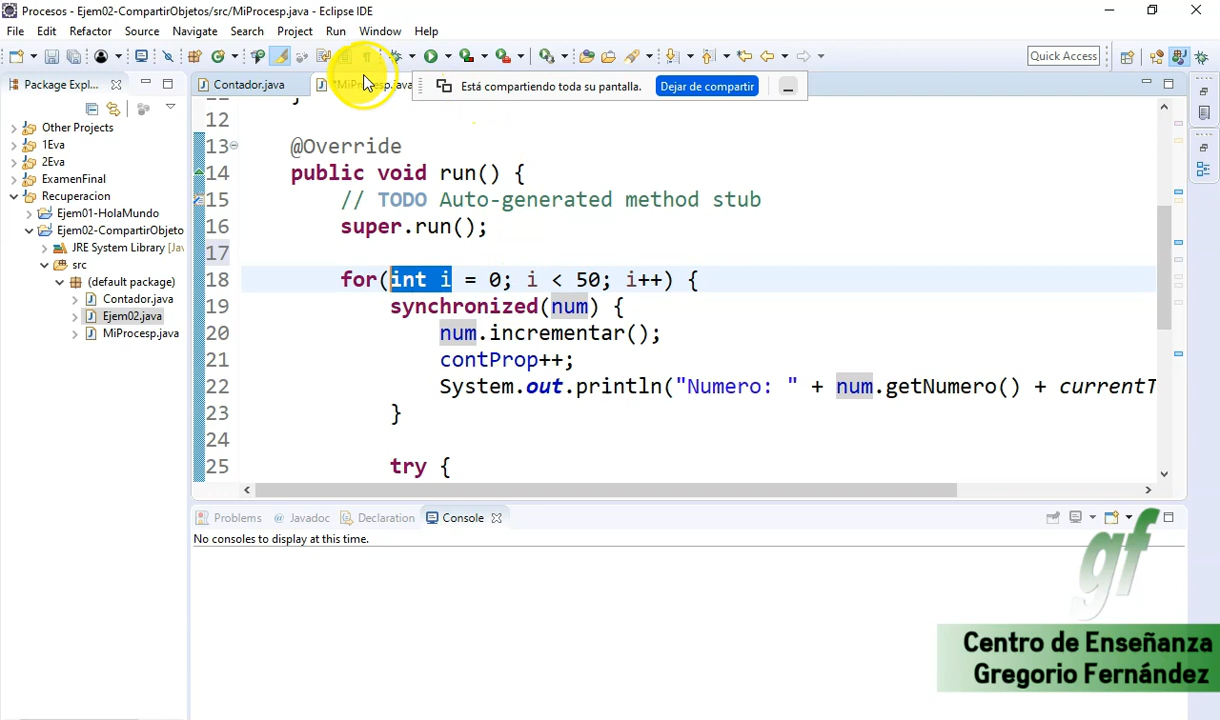 Procesos - Ejem02-CompartirObjetos/src/MiProcesp.java - Eclipse IDE
File Edit Refactor Source Navigate Search Project Run Window Help
Quick Access
Package Expl...
Contador.java
*MiProcesp.java
Está compartiendo toda su pantalla.
Dejar de compartir
Other Projects
1Eva
2Eva
ExamenFinal
Recuperacion
Ejem01-HolaMundo
Ejem02-CompartirObjeto
JRE System Library [Jav
src
(default package)
Contador.java
Ejem02.java
MiProcesp.java
12
13 @Override
14 public void run() {
15 // TODO Auto-generated method stub
16 super.run();
17
18 for(int i = 0; i < 50; i++) {
19 synchronized(num) {
20 num.incrementar();
21 contProp++;
22 System.out.println("Numero: " + num.getNumero() + currentT
23 }
24
25 try {
Problems @ Javadoc Declaration Console
No consoles to display at this time.
gf
Centro de Enseñanza
Gregorio Fernández